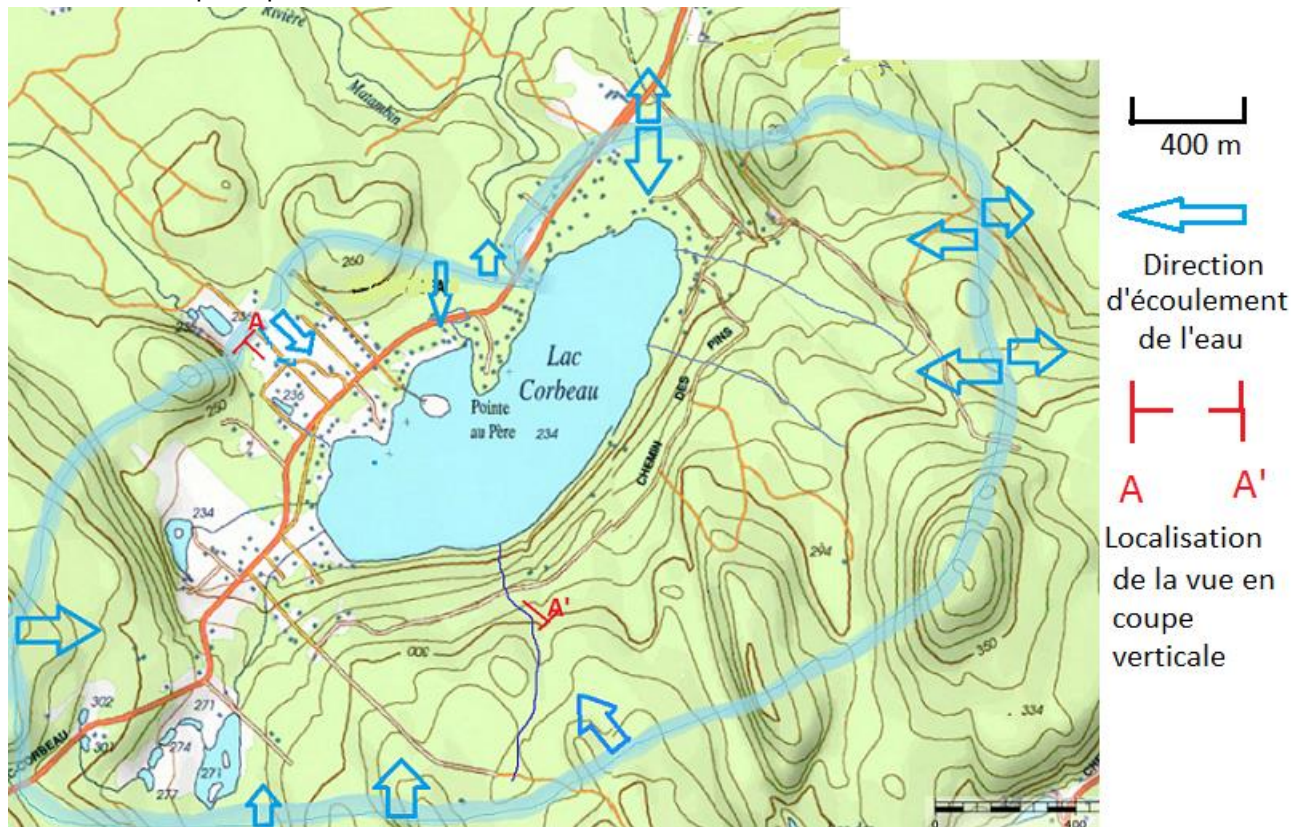 Rivière
Matambin
260
A
236
250
Lac
Corbeau
Pointe
au Père
234
CHEMIN
DES
PINS
234
294
A'
300
350
302
301
271
274
271
277
334
C-CORBEAU
0
400
400 m
Direction
d'écoulement
de l'eau
A A'
Localisation
de la vue en
coupe
verticale